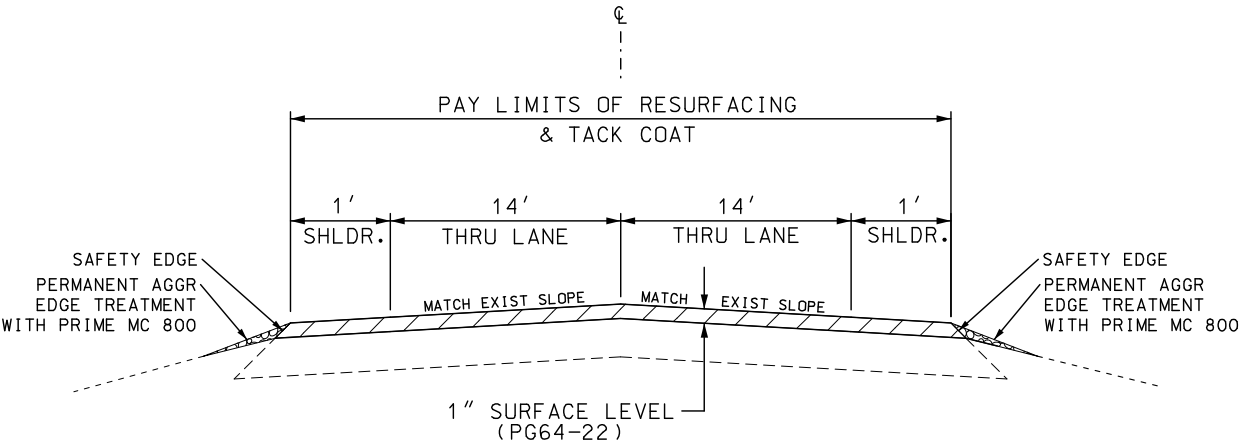 ℄
PAY LIMITS OF RESURFACING
& TACK COAT
1' 14' 14' 1'
SHLDR. THRU LANE THRU LANE SHLDR.
SAFETY EDGE
PERMANENT AGGR
EDGE TREATMENT
WITH PRIME MC 800
MATCH EXIST SLOPE
MATCH EXIST SLOPE
SAFETY EDGE
PERMANENT AGGR
EDGE TREATMENT
WITH PRIME MC 800
1" SURFACE LEVEL
(PG64-22)